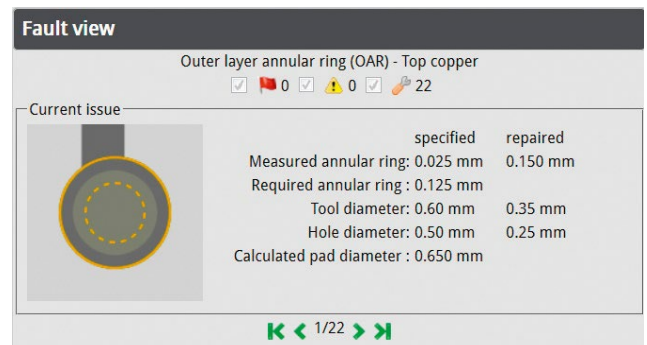 Fault view
Outer layer annular ring (OAR) - Top copper
0 0 22
Current issue
specified repaired
Measured annular ring: 0.025 mm 0.150 mm
Required annular ring : 0.125 mm
Tool diameter: 0.60 mm 0.35 mm
Hole diameter: 0.50 mm 0.25 mm
Calculated pad diameter : 0.650 mm
1/22